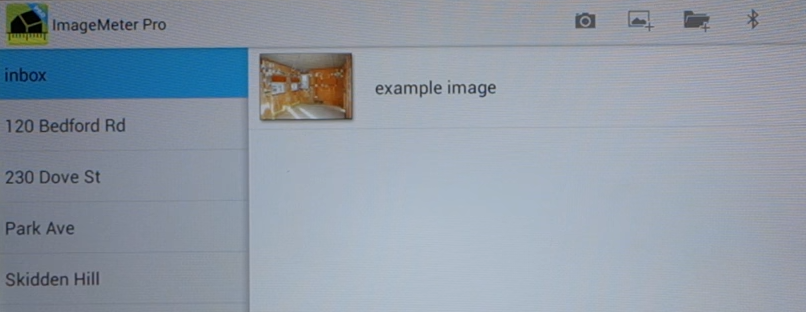 ImageMeter Pro
inbox
example image
120 Bedford Rd
230 Dove St
Park Ave
Skidden Hill